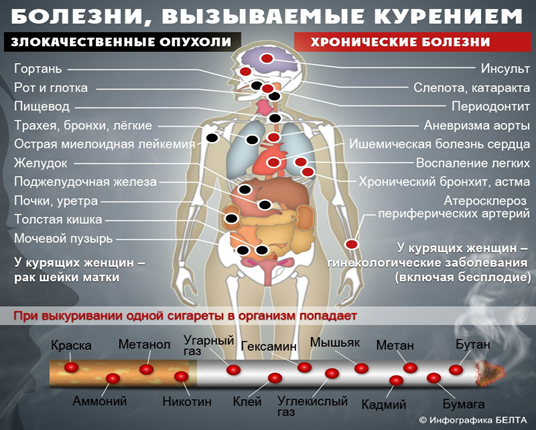 БОЛЕЗНИ, ВЫЗЫВАЕМЫЕ КУРЕНИЕМ
ЗЛОКАЧЕСТВЕННЫЕ ОПУХОЛИ
Гортань
Рот и глотка
Пищевод
Трахея, бронхи, лёгкие
Острая миелоидная лейкемия
Желудок
Поджелудочная железа
Почки, уретра
Толстая кишка
Мочевой пузырь
У курящих женщин –
рак шейки матки
ХРОНИЧЕСКИЕ БОЛЕЗНИ
Инсульт
Слепота, катаракта
Периодонтит
Аневризма аорты
Ишемическая болезнь сердца
Воспаление легких
Хронический бронхит, астма
Атеросклероз
периферических артерий
У курящих женщин –
гинекологические заболевания
(включая бесплодие)
При выкуривании одной сигареты в организм попадает
Краска
Метанол
Угарный
газ
Гексамин
Мышьяк
Метан
Бутан
Аммоний
Никотин
Клей
Углекислый
газ
Кадмий
Бумага
© Инфографика БЕЛТА